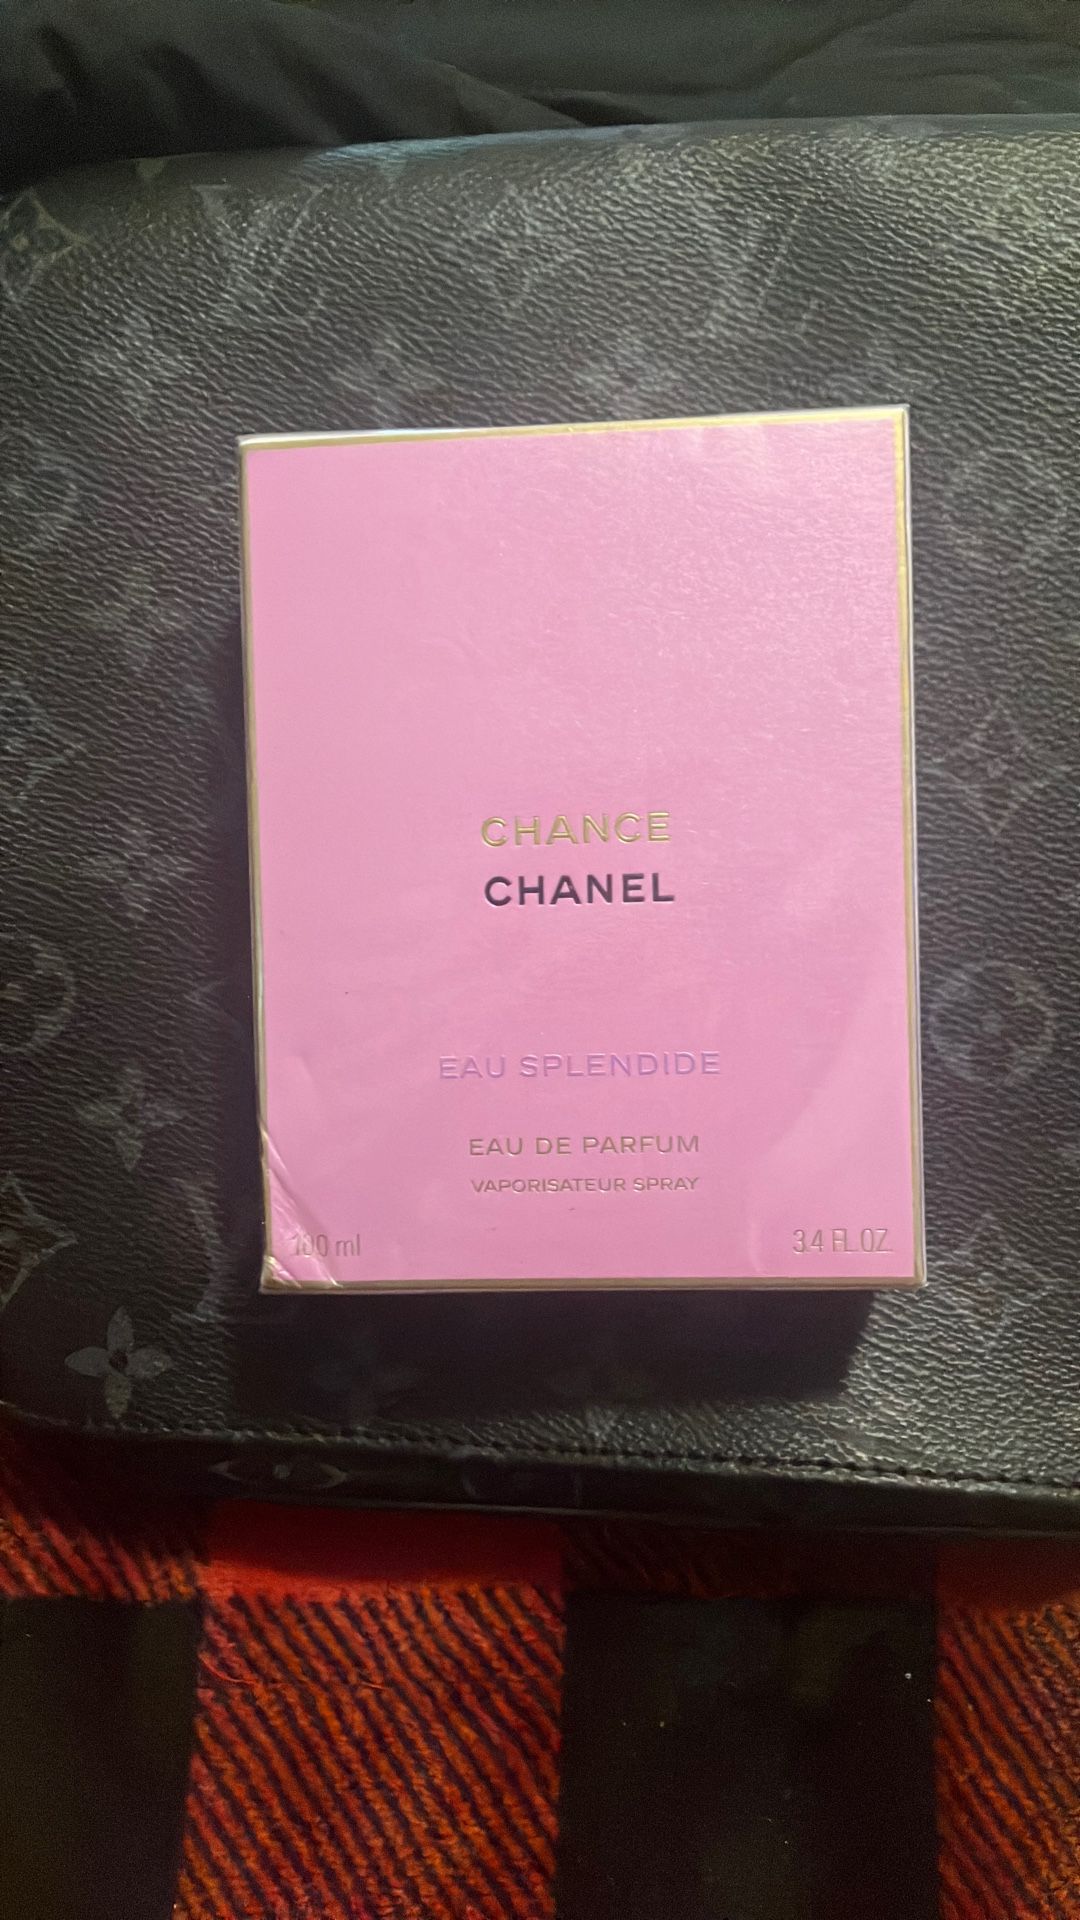 CHANCE
CHANEL
EAU SPLENDIDE
EAU DE PARFUM
VAPORISATEUR SPRAY
100 ml
3.4 FL.OZ.